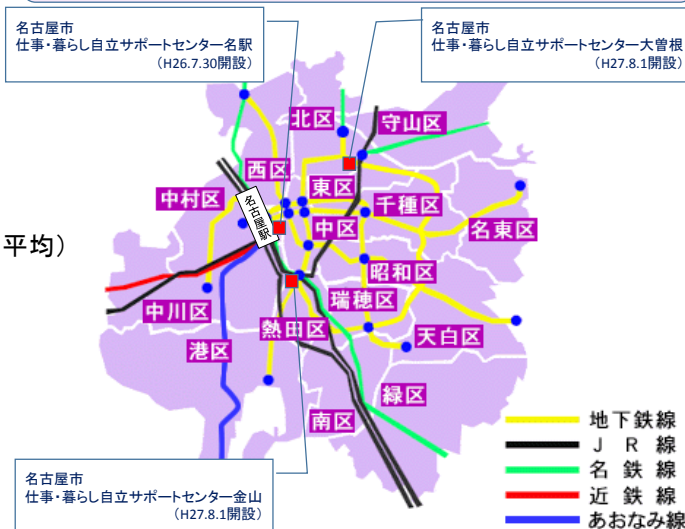 名古屋市
仕事・暮らし自立サポートセンター名駅
(H26.7.30開設)
名古屋市
仕事・暮らし自立サポートセンター大曽根
(H27.8.1開設)
北区
守山区
西区
東区
中村区
名古屋駅
千種区
中区
名東区
平均)
昭和区
瑞穂区
中川区
熱田区
天白区
港区
緑区
南区
地下鉄線
J R 線
名 鉄 線
近 鉄 線
あおなみ線
名古屋市
仕事・暮らし自立サポートセンター金山
(H27.8.1開設)